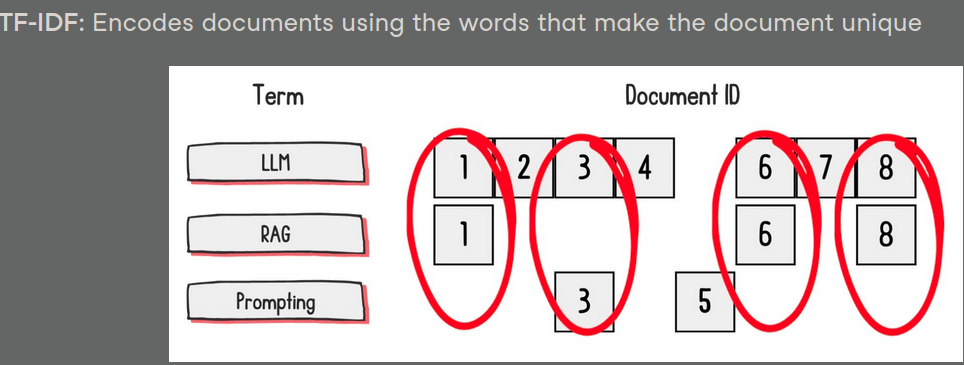 TF-IDF: Encodes documents using the words that make the document unique
Term Document ID
LLM 1 2 3 4 6 7 8
RAG 1 6 8
Prompting 3 5